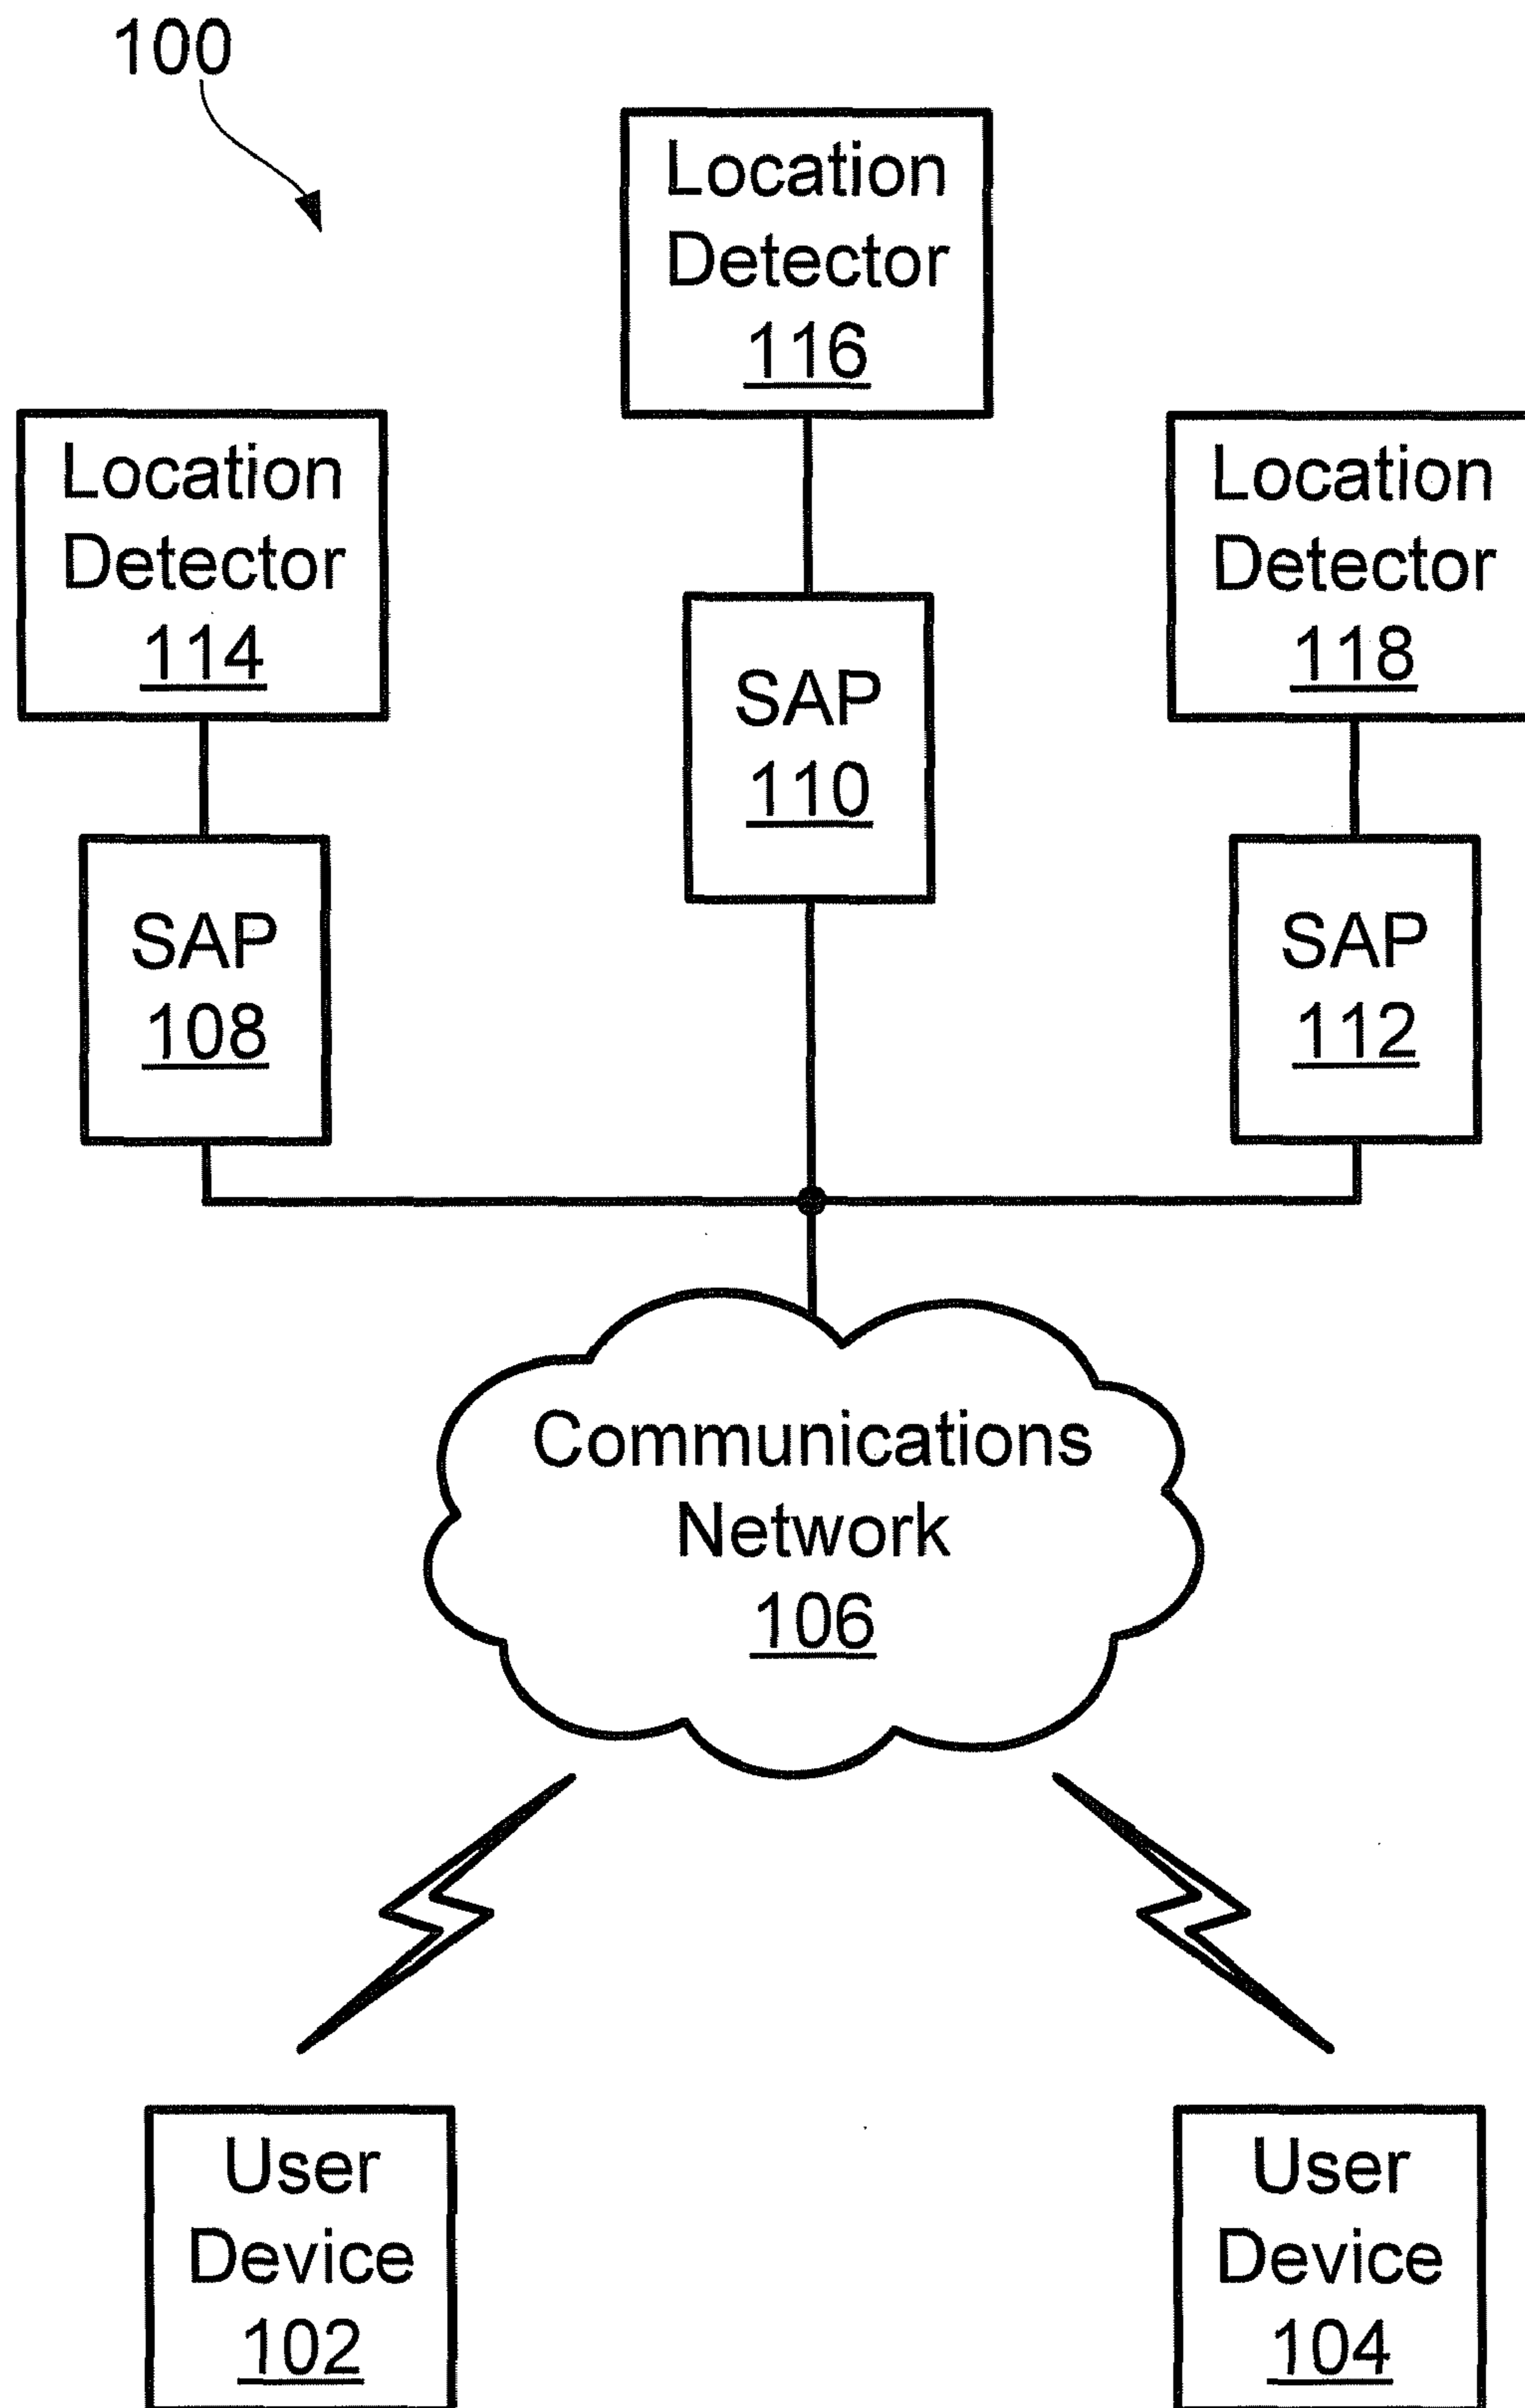 100
Location
Detector
116
Location
Detector
114
Location
Detector
118
SAP
110
SAP
108
SAP
112
Communications
Network
106
User
Device
102
User
Device
104